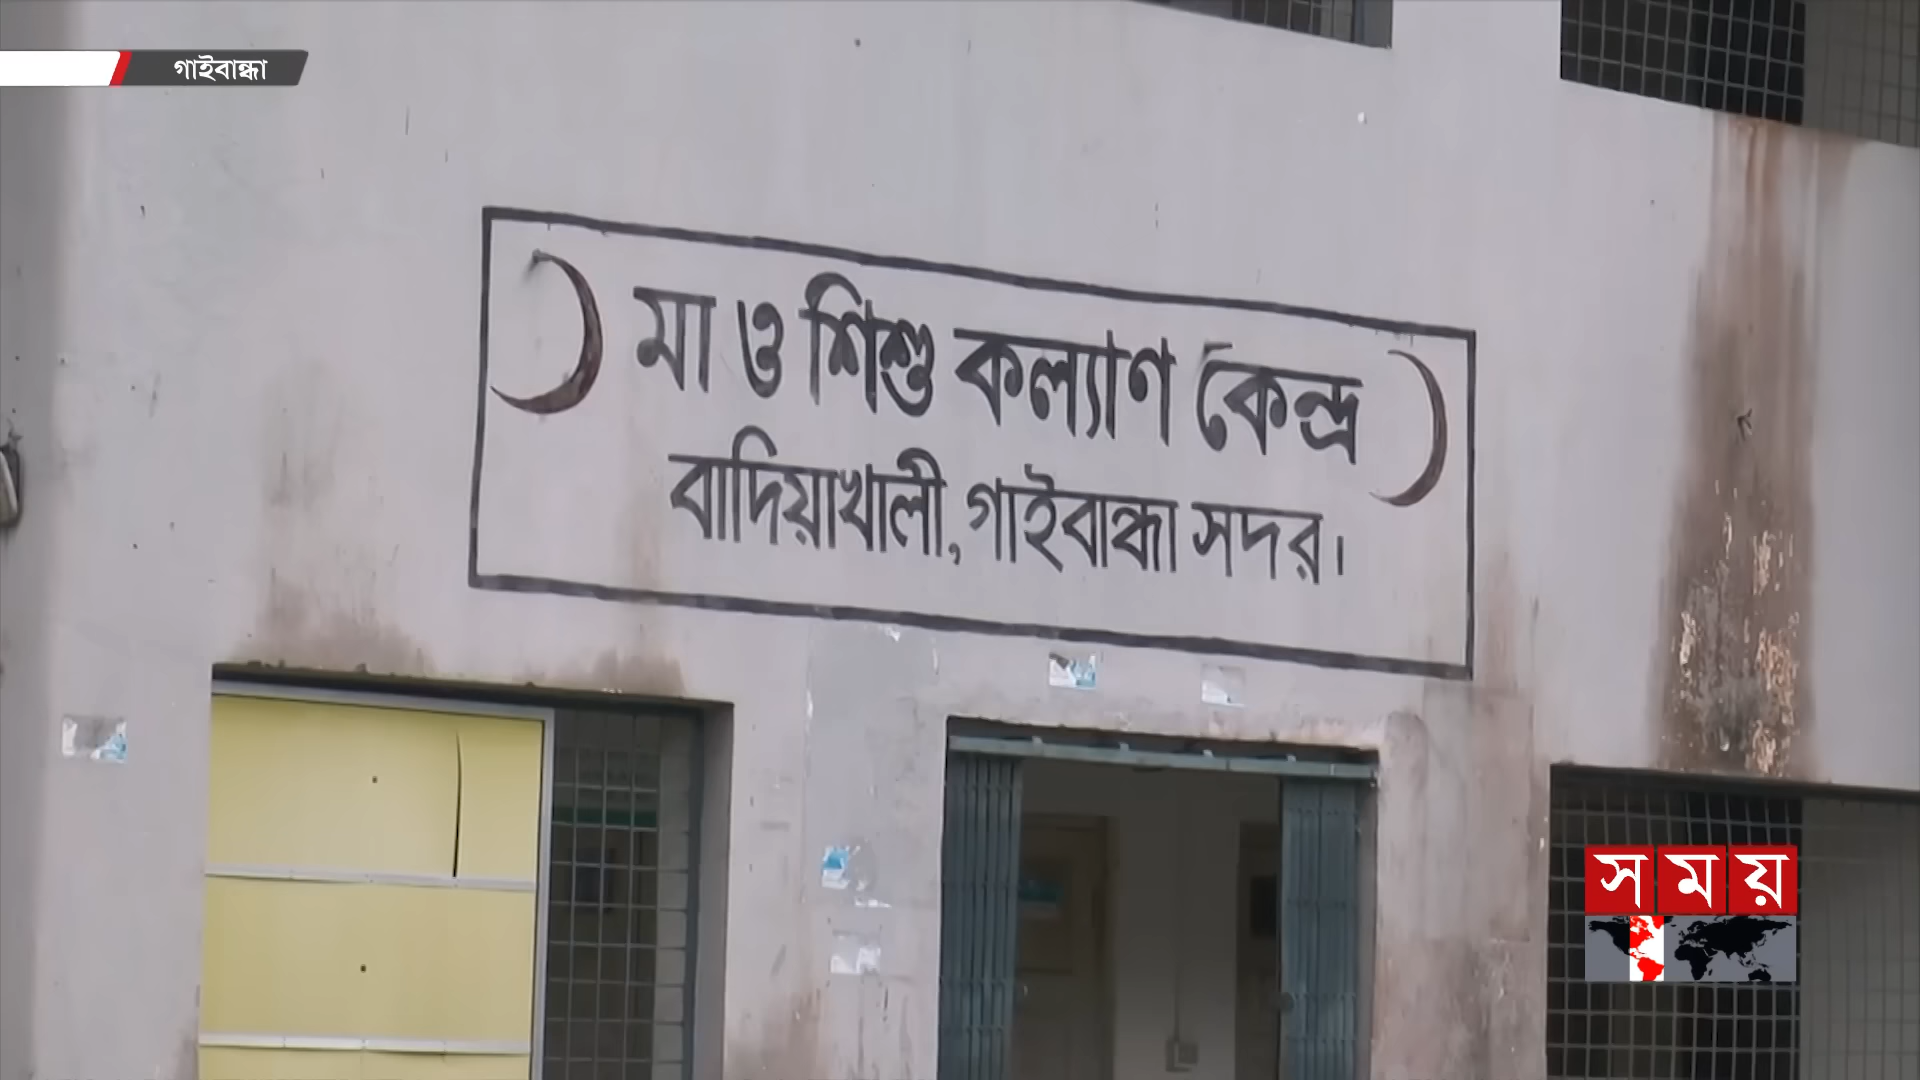 গাইবান্ধা
মা ও শিশু কল্যাণ কেন্দ্র
বাদিয়াখালী, গাইবান্ধা সদর।
সময়